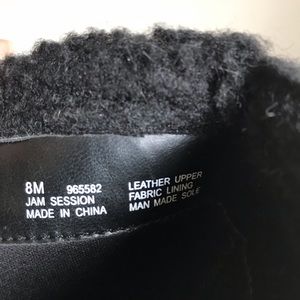 8M 965582
JAM SESSION
MADE IN CHINA
LEATHER UPPER
FABRIC LINING
MAN MADE SOLE